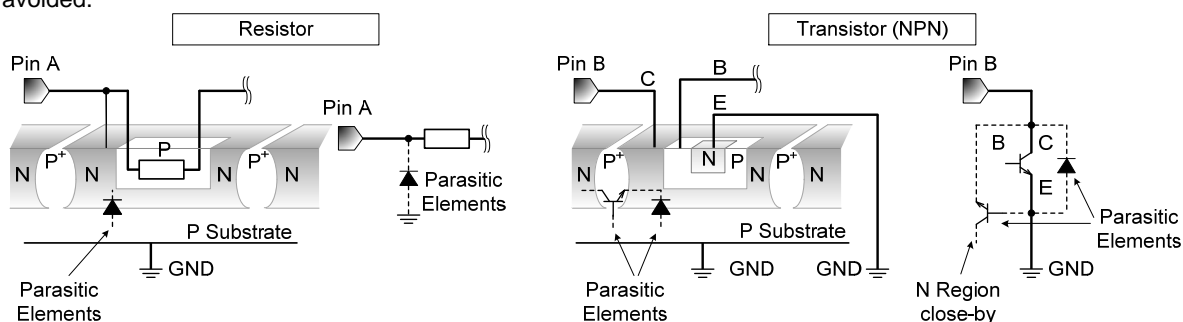 avoided.
Resistor
Transistor (NPN)
Pin A
Pin A
N P+ N P N P+ N
Parasitic
Elements
P Substrate
GND
Parasitic
Elements
Pin B
C
B
E
N P+ N N P N P+ N
P Substrate
GND
GND
Parasitic
Elements
Pin B
B C
E
Parasitic
Elements
GND
N Region
close-by